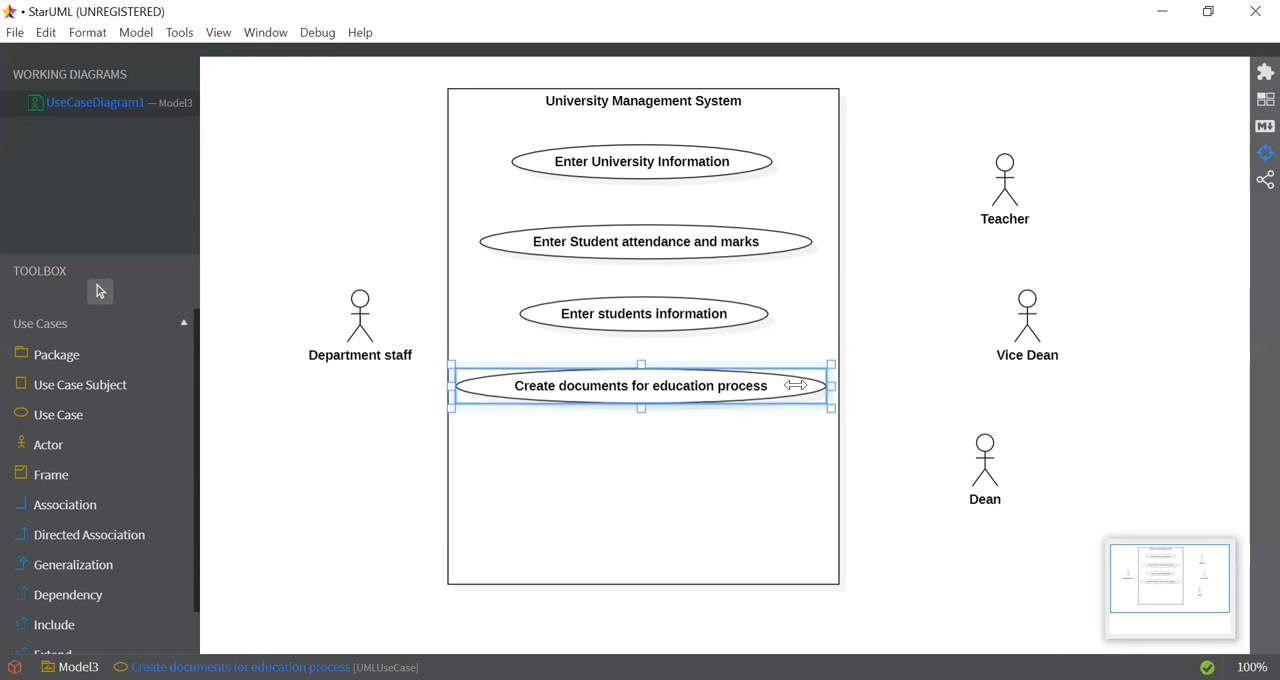 • StarUML (UNREGISTERED)
File Edit Format Model Tools View Window Debug Help
WORKING DIAGRAMS
UseCaseDiagram1 — Model3
TOOLBOX
Use Cases
Package
Use Case Subject
Use Case
Actor
Frame
Association
Directed Association
Generalization
Dependency
Include
Extend
University Management System
Enter University Information
Enter Student attendance and marks
Enter students information
Create documents for education process
Department staff
Teacher
Vice Dean
Dean
M
Model3 Create documents for education process [UMLUseCase]
100%